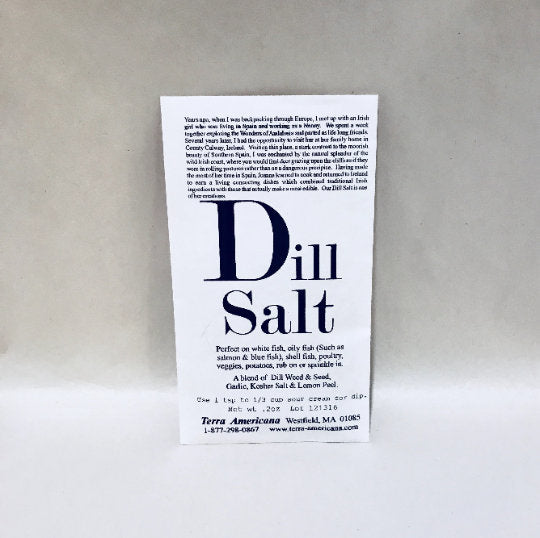 Years ago, when I was backpacking through Europe, I met up with an Irish
girl who was living in Spain and working as a Nanny. We spent a week
together exploring the Wonders of Andalusia and parted as life long friends.
Several years later, I had the opportunity to visit her at her family home in
County Galway, Ireland. Visiting this place, a stark contrast to the moorish
beauty of Southern Spain, I was enchanted by the natural splendor of the
wild Irish coast, where you would find deer grazing upon the cliffs as if they
were in rolling pastures rather than on a dangerous precipice. Having made
the most of her time in Spain, Joanna learned to cook and returned to Ireland
to earn a living concocting dishes which combined traditional Irish
ingredients with those that actually make a meal edible. Our Dill Salt is one
of her creations.
Dill
Salt
Perfect on white fish, oily fish (Such as
salmon & blue fish), shell fish, poultry,
veggies, potatoes, rub on or sprinkle in.
A blend of Dill Weed & Seed,
Garlic, Kosher Salt & Lemon Peel.
Use 1 tsp to 1/3 cup sour cream for dip.
Net wt .2oz Lot 121316
Terra Americana Westfield, MA 01085
1-877-298-0867 www.terra-americana.com